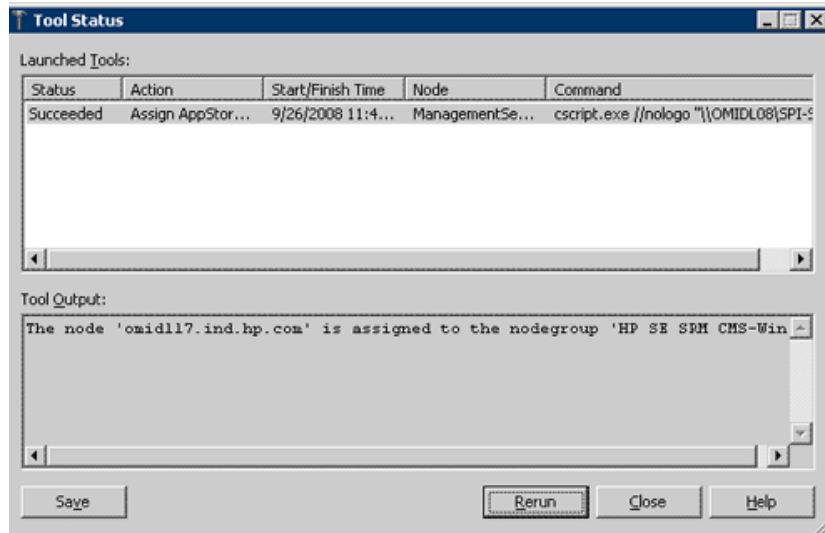 Tool Status
Launched Tools:
Status Action Start/Finish Time Node Command
Succeeded Assign AppStor... 9/26/2008 11:4... ManagementSe... cscript.exe //nologo "\\OMIDL08\SPI-S
Tool Output:
The node 'omidl17.ind.hp.com' is assigned to the nodegroup 'HP SE SRM CMS-Win
Save Rerun Close Help